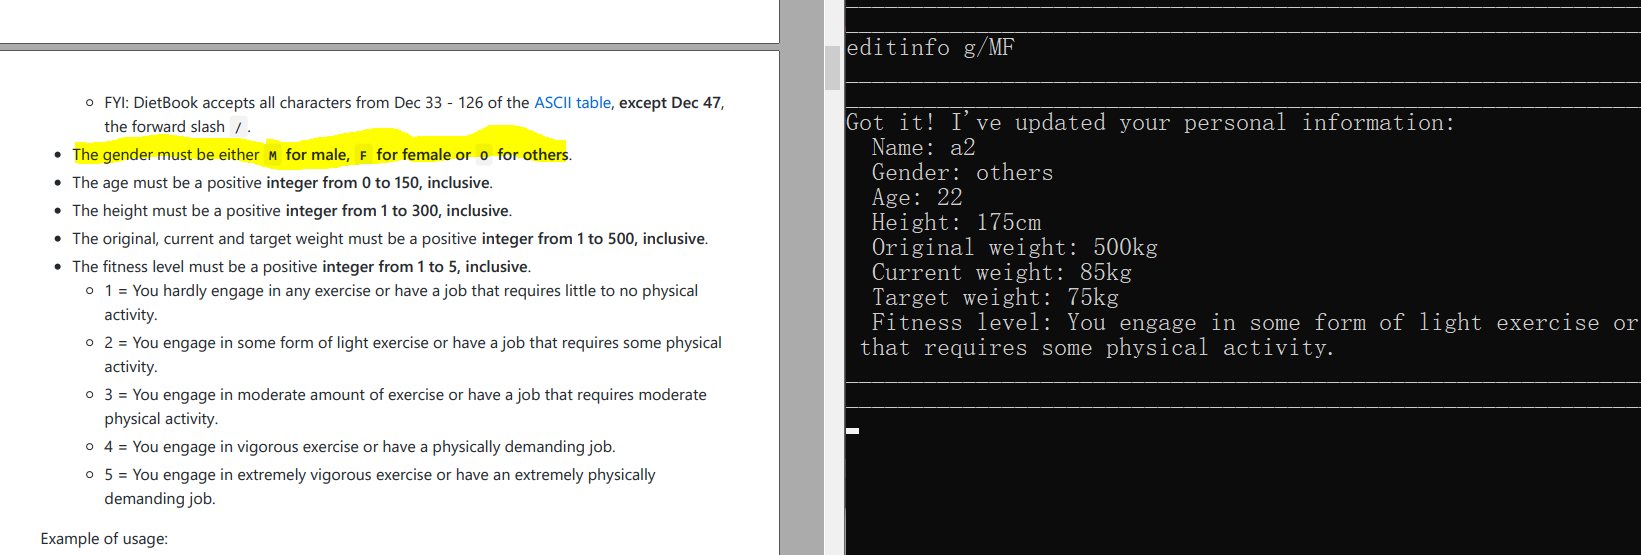 FYI: DietBook accepts all characters from Dec 33 - 126 of the ASCII table, except Dec 47,
the forward slash / .
The gender must be either M for male, F for female or O for others.
The age must be a positive integer from 0 to 150, inclusive.
The height must be a positive integer from 1 to 300, inclusive.
The original, current and target weight must be a positive integer from 1 to 500, inclusive.
The fitness level must be a positive integer from 1 to 5, inclusive.
1 = You hardly engage in any exercise or have a job that requires little to no physical
activity.
2 = You engage in some form of light exercise or have a job that requires some physical
activity.
3 = You engage in moderate amount of exercise or have a job that requires moderate
physical activity.
4 = You engage in vigorous exercise or have a physically demanding job.
5 = You engage in extremely vigorous exercise or have an extremely physically
demanding job.
Example of usage:
editinfo g/MF
Got it! I've updated your personal information:
Name: a2
Gender: others
Age: 22
Height: 175cm
Original weight: 500kg
Current weight: 85kg
Target weight: 75kg
Fitness level: You engage in some form of light exercise or
that requires some physical activity.